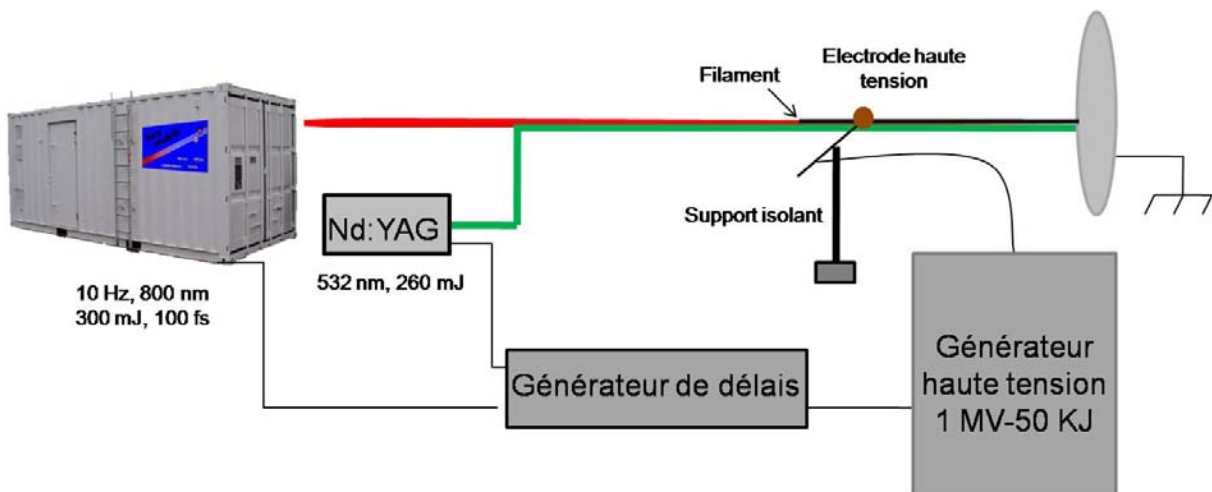 Electrode haute
tension
Filament
Support isolant
Nd:YAG
532 nm, 260 mJ
10 Hz, 800 nm
300 mJ, 100 fs
Générateur de délais
Générateur
haute tension
1 MV-50 KJ